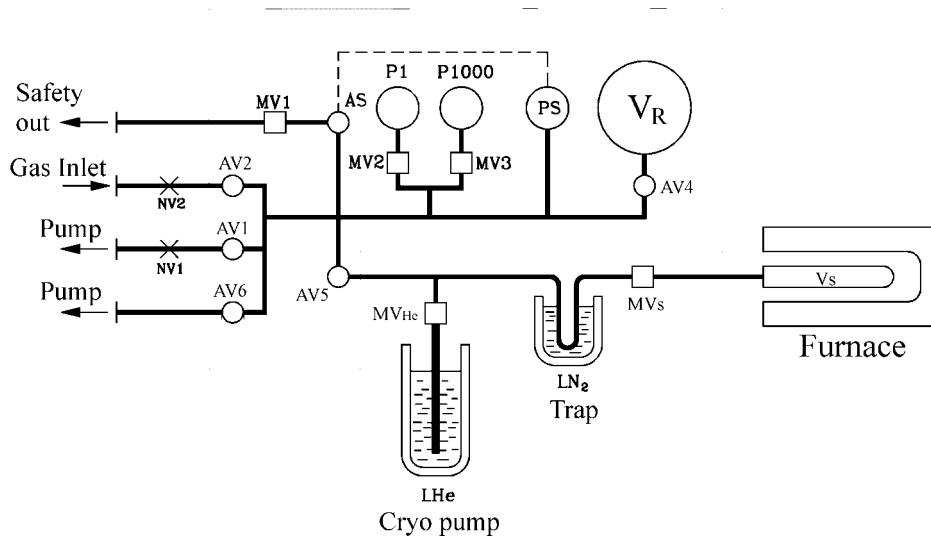 P1 P1000
Safety
out
MV1
AS
PS
VR
Gas Inlet
AV2
MV2
MV3
AV4
NV2
Pump
AV1
NV1
Pump
AV6
AV5
MVHe
MVs
Vs
Furnace
LN2
Trap
LHe
Cryo pump